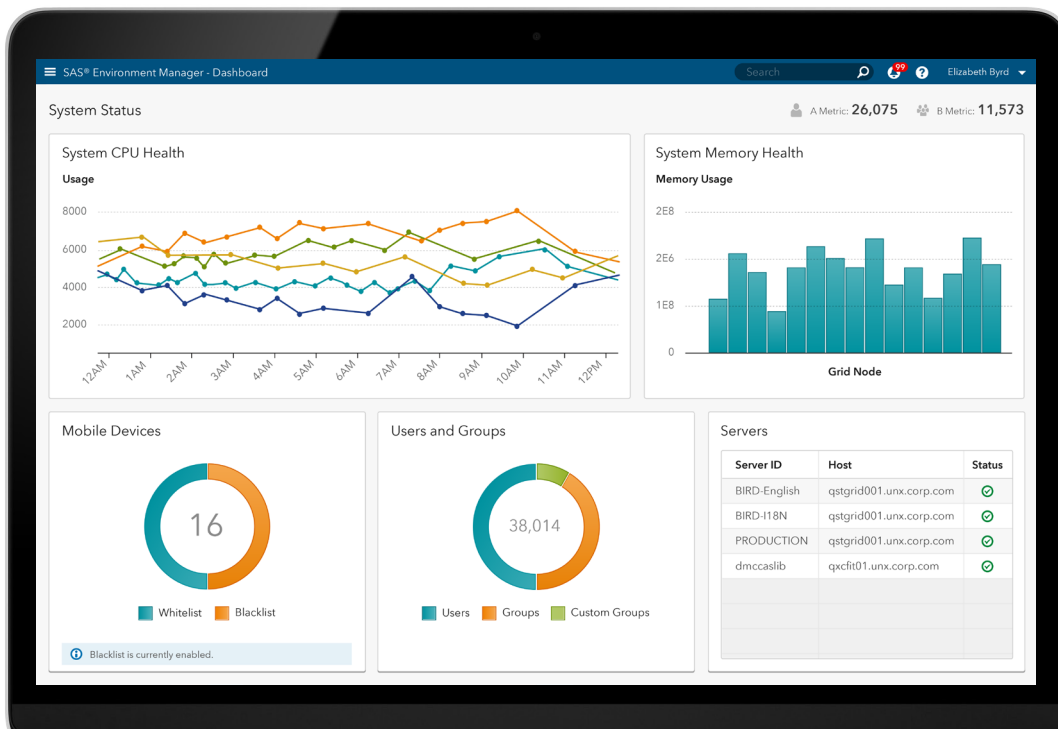 SAS® Environment Manager - Dashboard
Search
99
?
Elizabeth Byrd
System Status
A Metric: 26,075
B Metric: 11,573
System CPU Health
Usage
8000
6000
4000
2000
12AM 1AM 2AM 3AM 4AM 5AM 6AM 7AM 8AM 9AM 10AM 11AM 12PM
System Memory Health
Memory Usage
2E8
2E6
1E8
0
Grid Node
Mobile Devices
16
Whitelist Blacklist
Blacklist is currently enabled.
Users and Groups
38,014
Users Groups Custom Groups
Servers
Server ID Host Status
BIRD-English qstgrid001.unx.corp.com
BIRD-I18N qstgrid001.unx.corp.com
PRODUCTION qstgrid001.unx.corp.com
dmccaslib qxcfit01.unx.corp.com